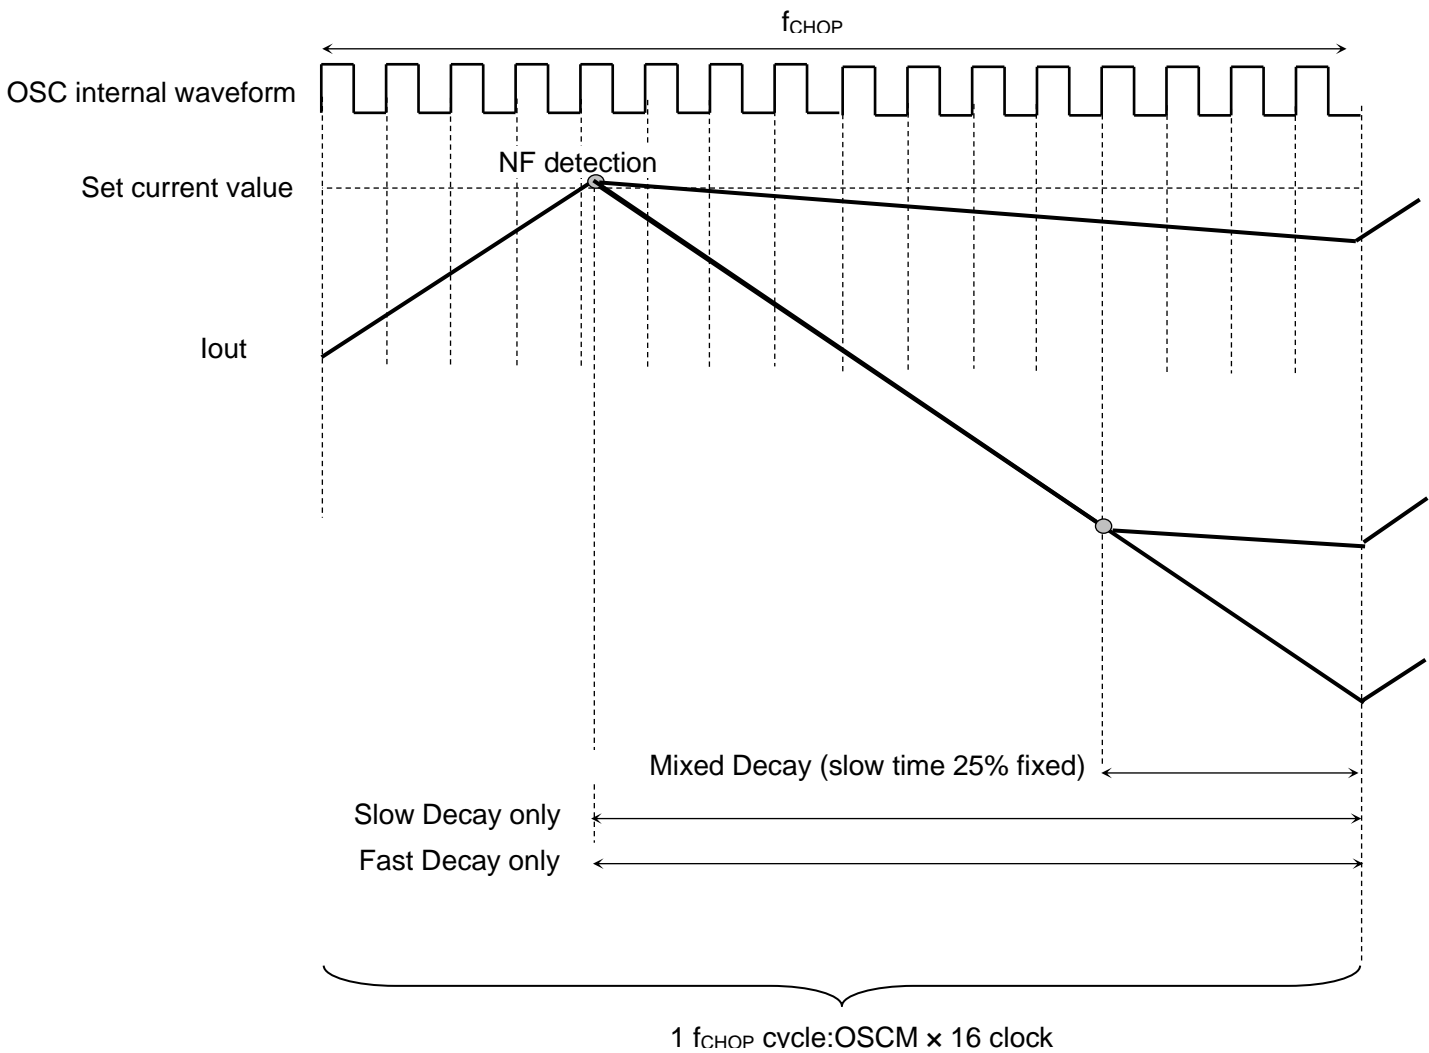 fCHOP
OSC internal waveform
NF detection
Set current value
Iout
Mixed Decay (slow time 25% fixed)
Slow Decay only
Fast Decay only
1 fCHOP cycle:OSCM × 16 clock